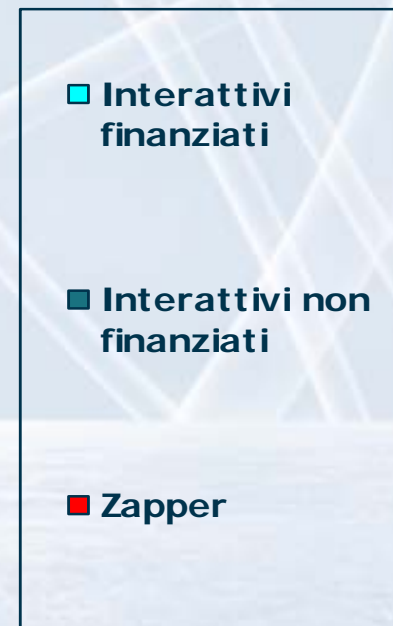 Interattivi
finanziati
Interattivi non
finanziati
Zapper